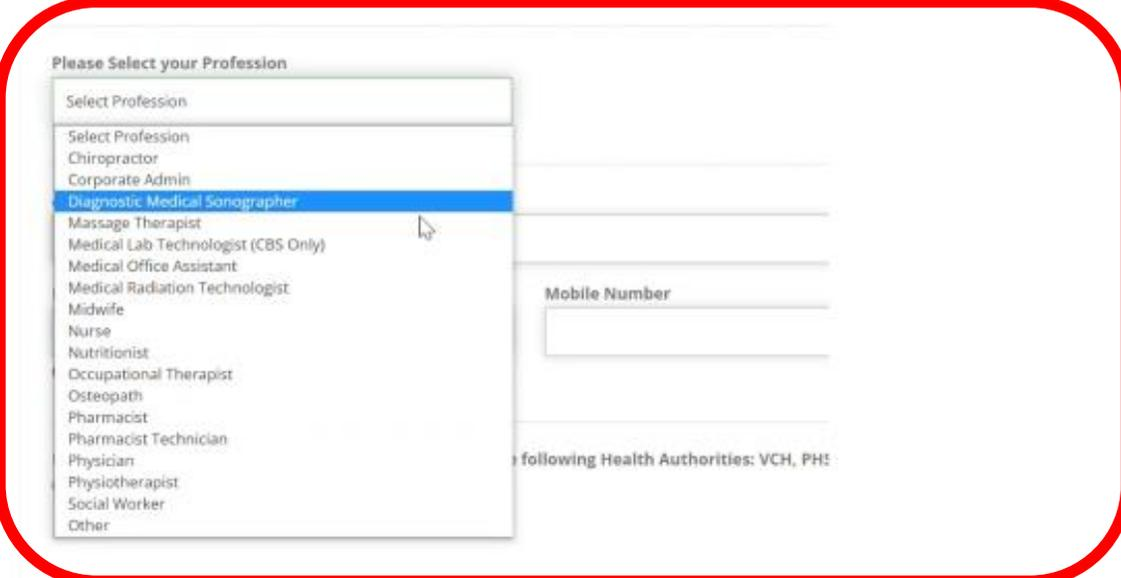 Please Select your Profession
Select Profession
Select Profession
Chiropractor
Corporate Admin
Diagnostic Medical Sonographer
Massage Therapist
Medical Lab Technologist (CBS Only)
Medical Office Assistant
Medical Radiation Technologist
Midwife
Mobile Number
Nurse
Nutritionist
Occupational Therapist
Osteopath
Pharmacist
Pharmacist Technician
Physician
following Health Authorities: VCH,
Physiotherapist
Social Worker
Other